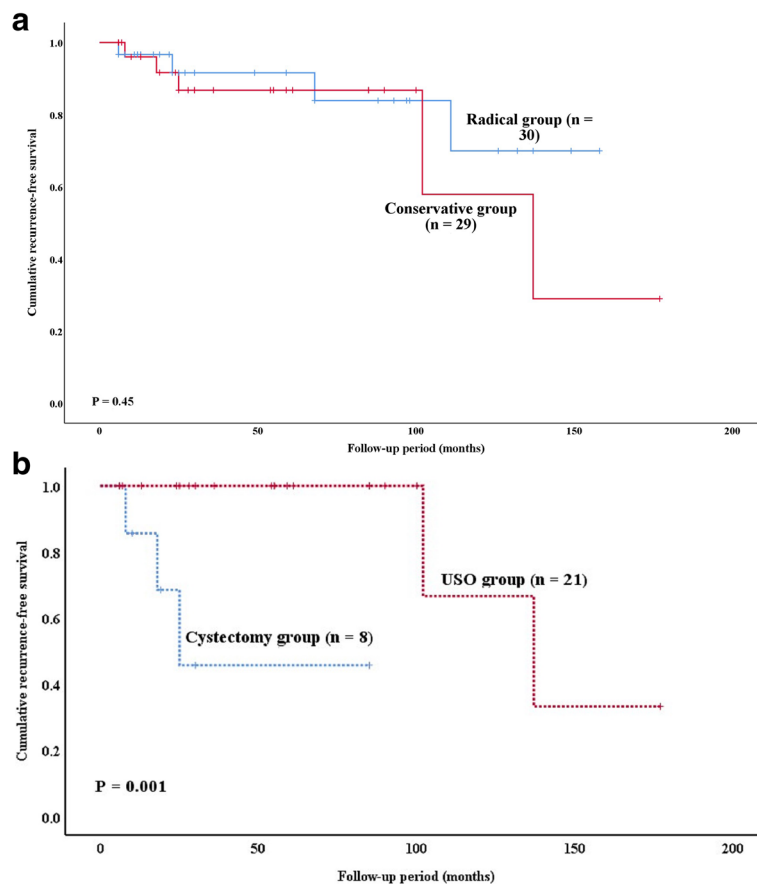 a
Cumulative recurrence-free survival
1.0
0.8
0.6
0.4
0.2
0.0
Radical group (n =
30)
Conservative group
(n = 29)
P = 0.45
0
50
100
150
200
Follow-up period (months)
b
Cumulative recurrence-free survival
1.0
0.8
0.6
0.4
0.2
0.0
USO group (n = 21)
Cystectomy group (n = 8)
P = 0.001
0
50
100
150
200
Follow-up period (months)